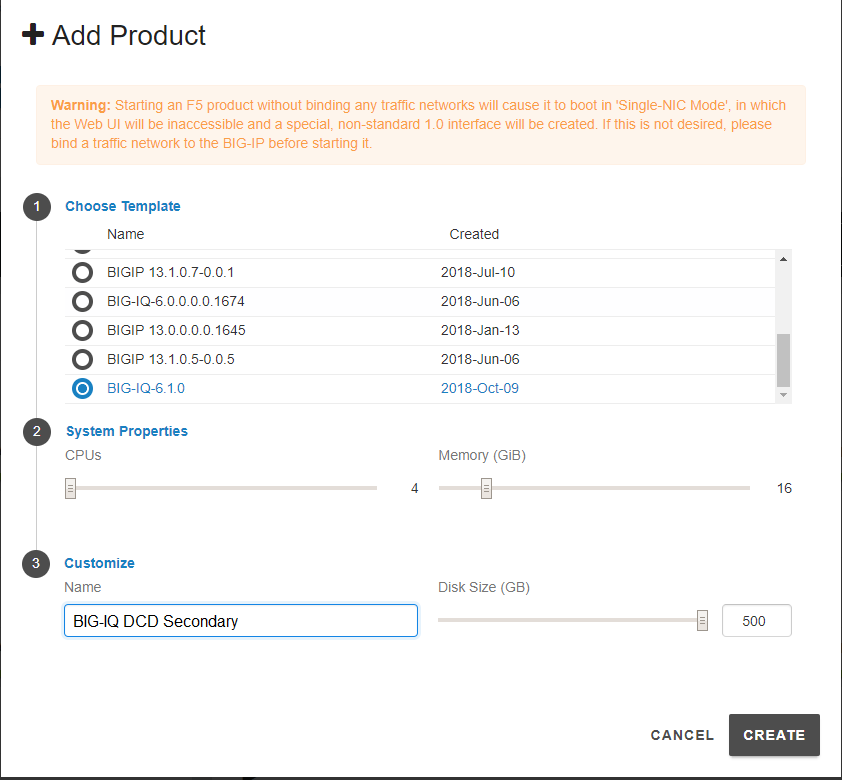 Add Product
Warning: Starting an F5 product without binding any traffic networks will cause it to boot in 'Single-NIC Mode', in which
the Web UI will be inaccessible and a special, non-standard 1.0 interface will be created. If this is not desired, please
bind a traffic network to the BIG-IP before starting it.
1 Choose Template
Name Created
BIGIP 13.1.0.7-0.0.1 2018-Jul-10
BIG-IQ-6.0.0.0.0.1674 2018-Jun-06
BIGIP 13.0.0.0.0.1645 2018-Jan-13
BIGIP 13.1.0.5-0.0.5 2018-Jun-06
BIG-IQ-6.1.0 2018-Oct-09
2 System Properties
CPUs Memory (GiB)
4 16
3 Customize
Name Disk Size (GB)
BIG-IQ DCD Secondary 500
CANCEL CREATE